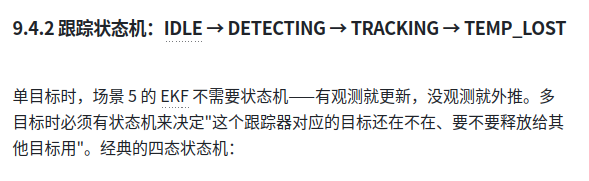 9.4.2 跟踪状态机：IDLE → DETECTING → TRACKING → TEMP_LOST
单目标时，场景 5 的 EKF 不需要状态机——有观测就更新，没观测就外推。多
目标时必须有状态机来决定"这个跟踪器对应的目标还在不在、要不要释放给其
他目标用"。经典的四态状态机：